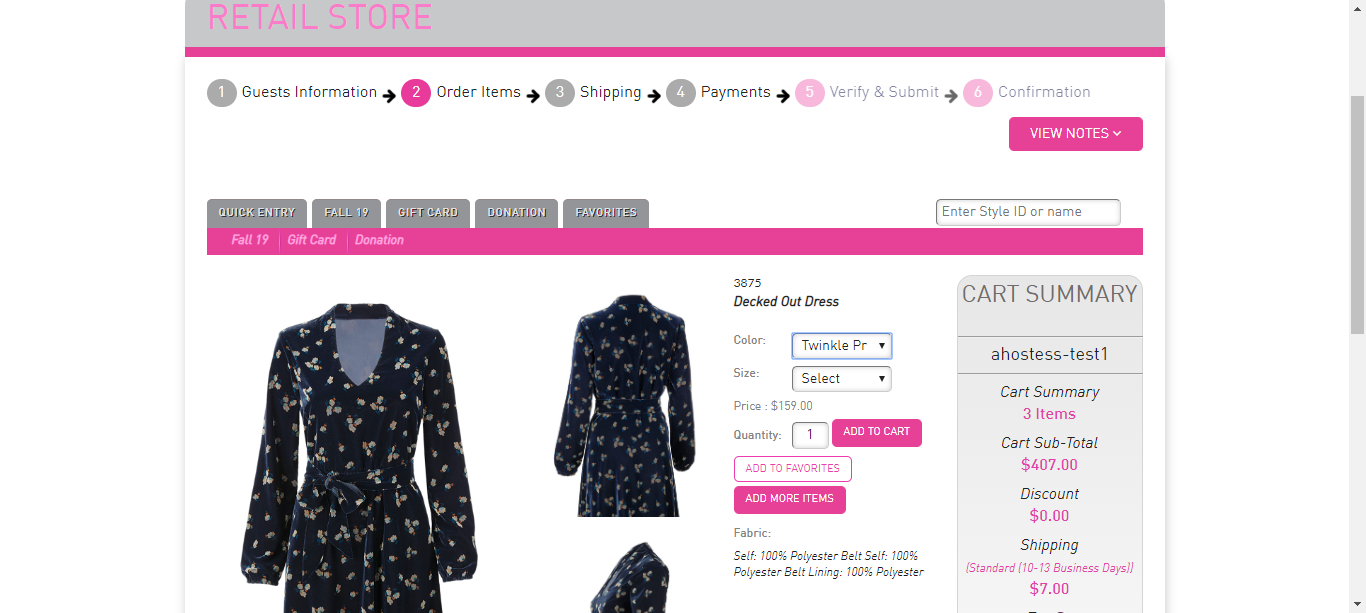 RETAIL STORE
1 Guests Information 2 Order Items 3 Shipping 4 Payments 5 Verify & Submit 6 Confirmation
VIEW NOTES
QUICK ENTRY FALL 19 GIFT CARD DONATION FAVORITES
Enter Style ID or name
Fall 19 Gift Card Donation
3875
Decked Out Dress
Color: Twinkle Pr
Size: Select
Price : $159.00
Quantity: 1 ADD TO CART
ADD TO FAVORITES
ADD MORE ITEMS
Fabric:
Self: 100% Polyester Belt Self: 100%
Polyester Belt Lining: 100% Polyester
CART SUMMARY
ahostess-test1
Cart Summary
3 Items
Cart Sub-Total
$407.00
Discount
$0.00
Shipping
(Standard (10-13 Business Days))
$7.00